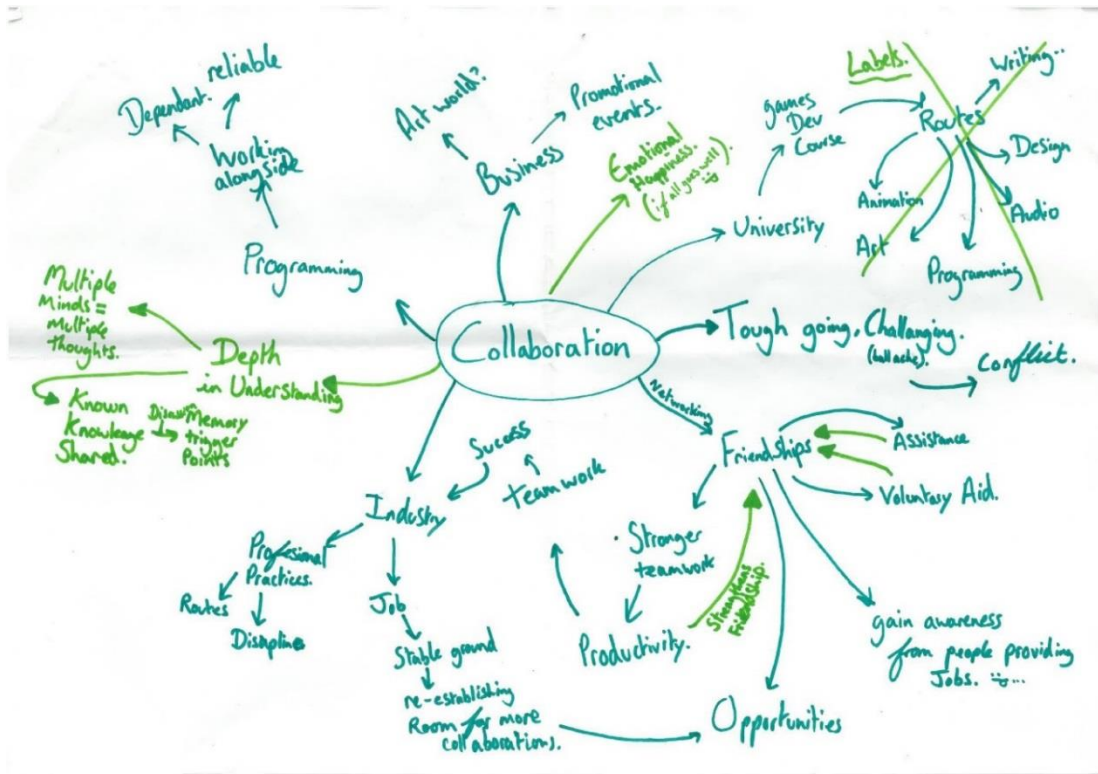 reliable
Dependant.
Working
alongside
Programming
Art world?
Promotional
events.
Business
Emotional
Happiness.
(if all goes well).
games
Dev
Course
University
Labels.
Routes
Writing..
Design
Audio
Programming
Art
Animation
Collaboration
Multiple
Minds =
Multiple
thoughts.
Depth
in Understanding
Known
Knowledge
Shared.
Memory
trigger
Points
Tough going. Challanging.
Conflict.
Networking
Friendships
Assistance
Voluntary Aid.
Stronger
teamwork
Productivity.
Strengthens
Friendship.
gain awareness
from people providing
Jobs.
Opportunities
Success
teamwork
Industry
Profesional
Practices.
Routes
Discipline
Job
Stable ground
re-establishing
Room for more
collaborations.